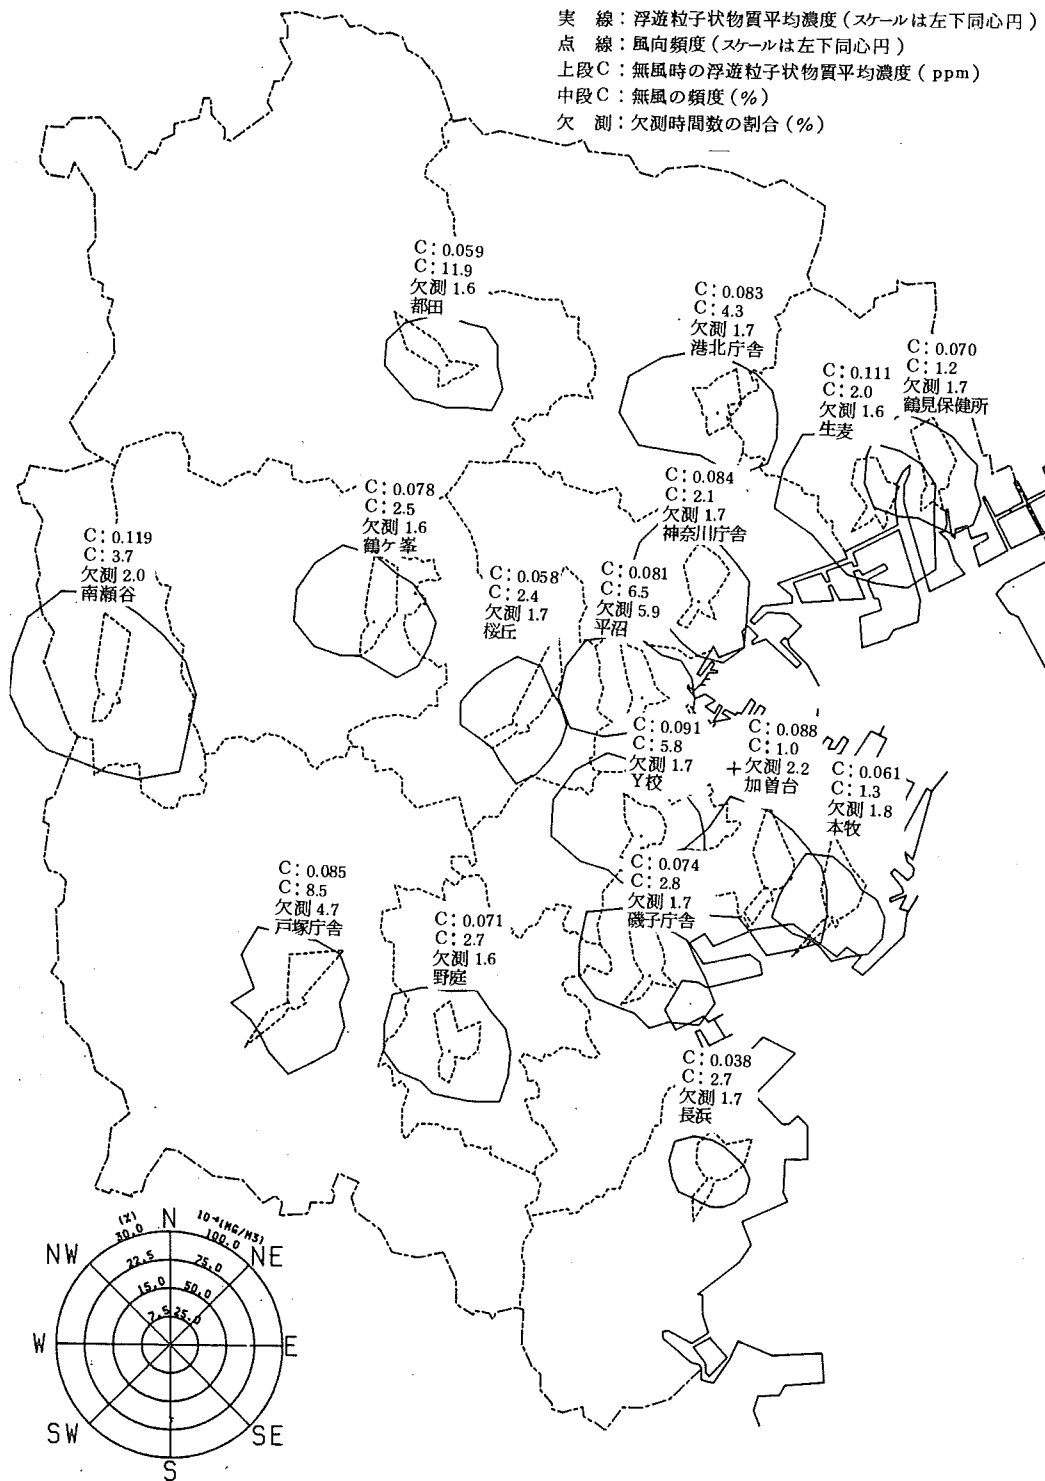 実 線：浮遊粒子状物質平均濃度（スケールは左下同心円）
点 線：風向頻度（スケールは左下同心円）
上段C：無風時の浮遊粒子状物質平均濃度（ppm）
中段C：無風の頻度（％）
欠 測：欠測時間数の割合（％）
C：0.059
C：11.9
欠測 1.6
都田
C：0.083
C：4.3
欠測 1.7
港北庁舎
C：0.070
C：1.2
欠測 1.7
鶴見保健所
C：0.111
C：2.0
欠測 1.6
生麦
C：0.084
C：2.1
欠測 1.7
神奈川庁舎
C：0.078
C：2.5
欠測 1.6
鶴ケ峯
C：0.119
C：3.7
欠測 2.0
南瀬谷
C：0.058
C：2.4
欠測 1.7
桜丘
C：0.081
C：6.5
欠測 5.9
平沼
C：0.091
C：5.8
欠測 1.7
Y校
C：0.088
C：1.0
欠測 2.2
加曽台
C：0.061
C：1.3
欠測 1.8
本牧
C：0.085
C：8.5
欠測 4.7
戸塚庁舎
C：0.071
C：2.7
欠測 1.6
野庭
C：0.074
C：2.8
欠測 1.7
磯子庁舎
C：0.038
C：2.7
欠測 1.7
長浜
(%)
30.0
N
(MG/M3)
100.0
NW
NE
22.5
75.0
15.0
50.0
7.5
25.0
W
E
SW
SE
S